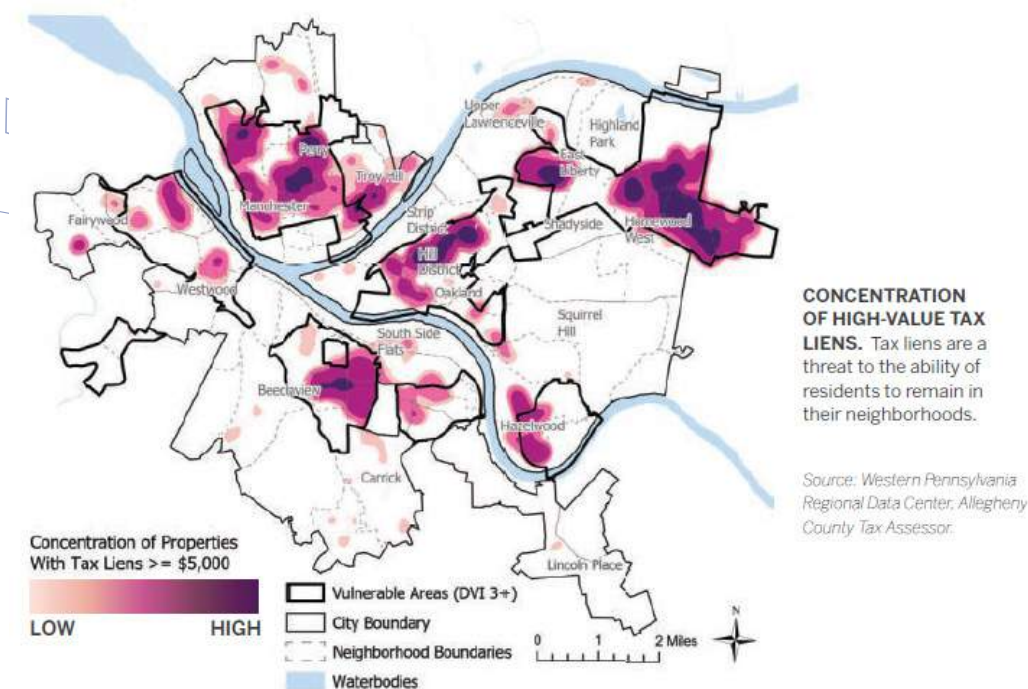 Upper
Lawrenceville
Highland
Park
East
Liberty
Perry
Troy Hill
Manchester
Strip
District
Shadyside
Homewood
West
Fairywood
Hill
District
Oakland
Westwood
Squirrel
Hill
South Side
Flats
Beechview
Hazelwood
Carrick
Lincoln Place
CONCENTRATION
OF HIGH-VALUE TAX
LIENS. Tax liens are a
threat to the ability of
residents to remain in
their neighborhoods.
Source: Western Pennsylvania
Regional Data Center, Allegheny
County Tax Assessor.
Concentration of Properties
With Tax Liens >= $5,000
LOW HIGH
Vulnerable Areas (DVI 3+)
City Boundary
Neighborhood Boundaries
Waterbodies
0 1 2 Miles
N